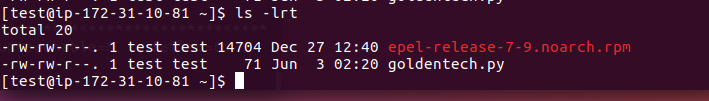 [test@ip-172-31-10-81 ~]$ ls -lrt
total 20
-rw-rw-r--. 1 test test 14704 Dec 27 12:40 epel-release-7-9.noarch.rpm
-rw-rw-r--. 1 test test    71 Jun  3 02:20 goldentech.py
[test@ip-172-31-10-81 ~]$